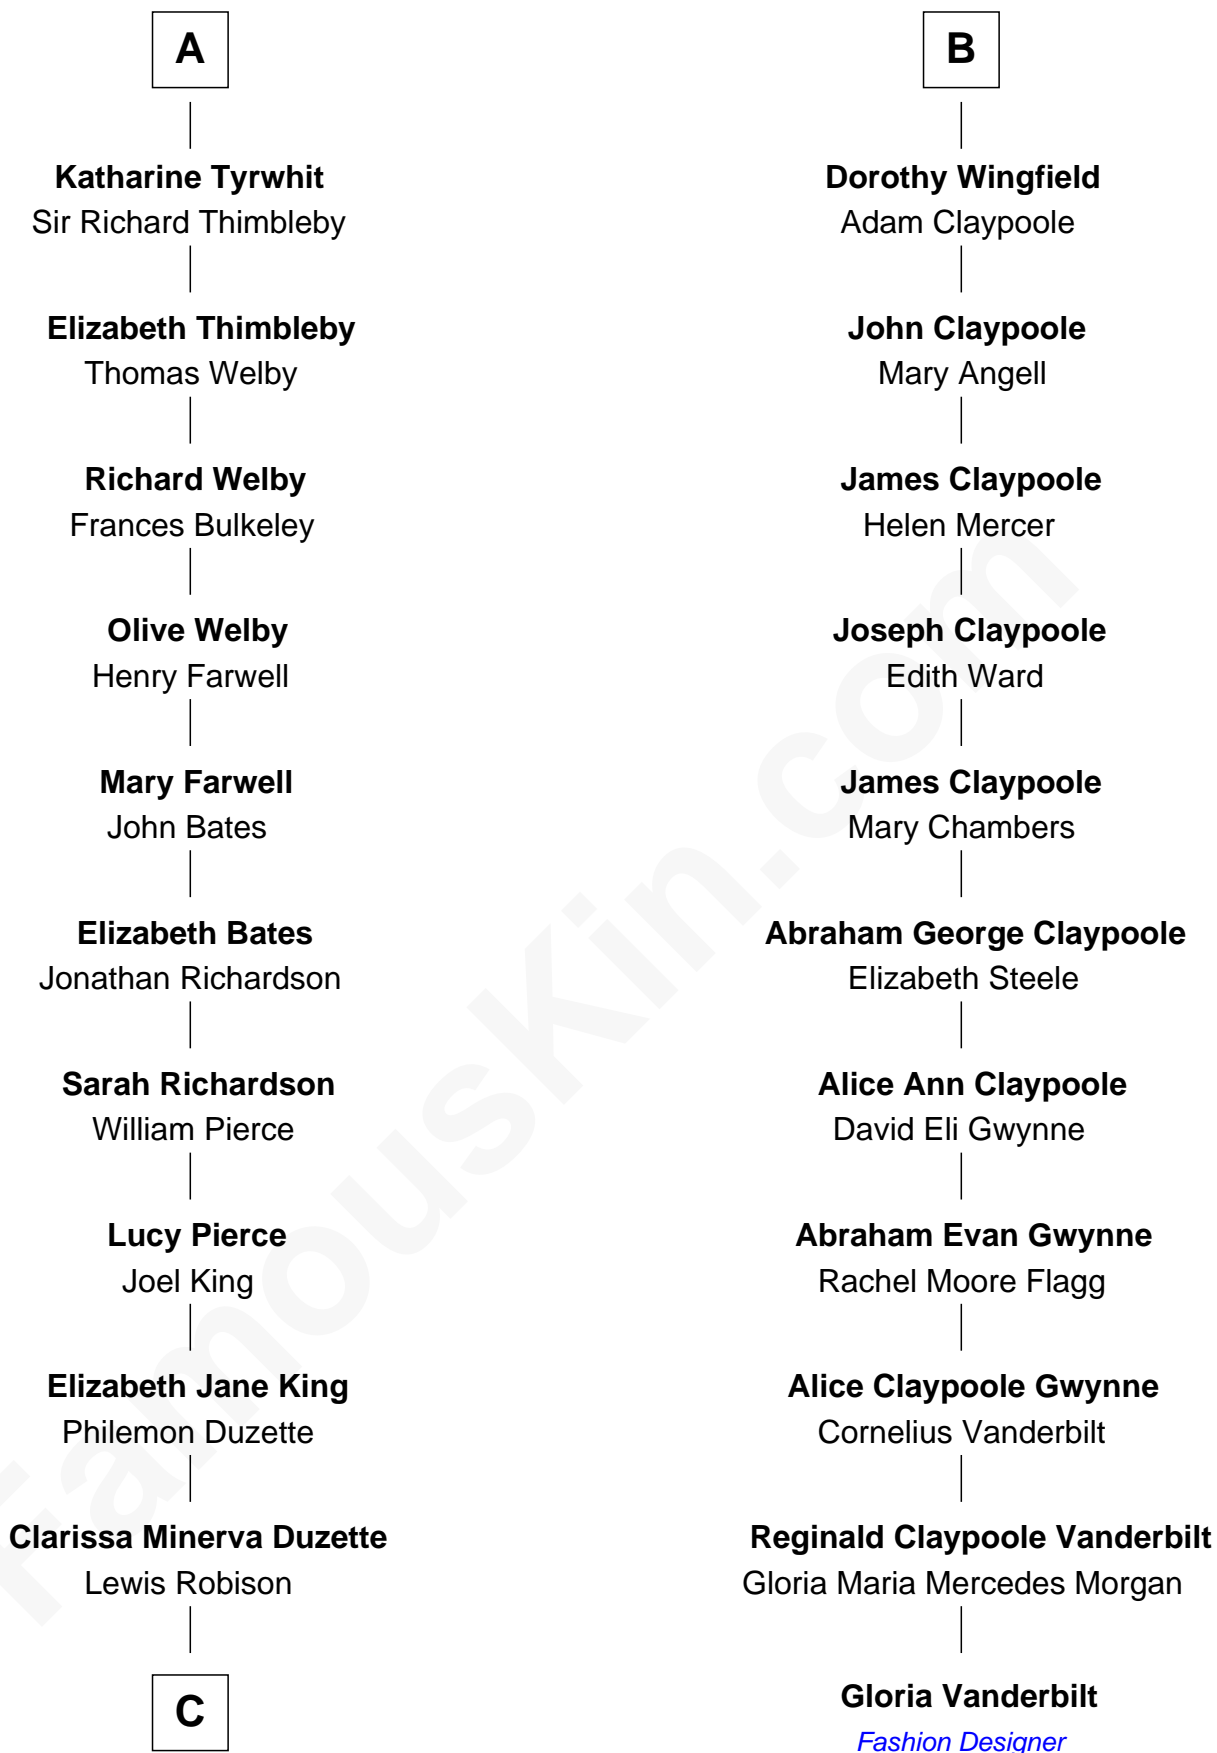 A
Katharine Tyrwhit
Sir Richard Thimbleby
Elizabeth Thimbleby
Thomas Welby
Richard Welby
Frances Bulkeley
Olive Welby
Henry Farwell
Mary Farwell
John Bates
Elizabeth Bates
Jonathan Richardson
Sarah Richardson
William Pierce
Lucy Pierce
Joel King
Elizabeth Jane King
Philemon Duzette
Clarissa Minerva Duzette
Lewis Robison
C
B
Dorothy Wingfield
Adam Claypoole
John Claypoole
Mary Angell
James Claypoole
Helen Mercer
Joseph Claypoole
Edith Ward
James Claypoole
Mary Chambers
Abraham George Claypoole
Elizabeth Steele
Alice Ann Claypoole
David Eli Gwynne
Abraham Evan Gwynne
Rachel Moore Flagg
Alice Claypoole Gwynne
Cornelius Vanderbilt
Reginald Claypoole Vanderbilt
Gloria Maria Mercedes Morgan
Gloria Vanderbilt
Fashion Designer
FamousKin.com